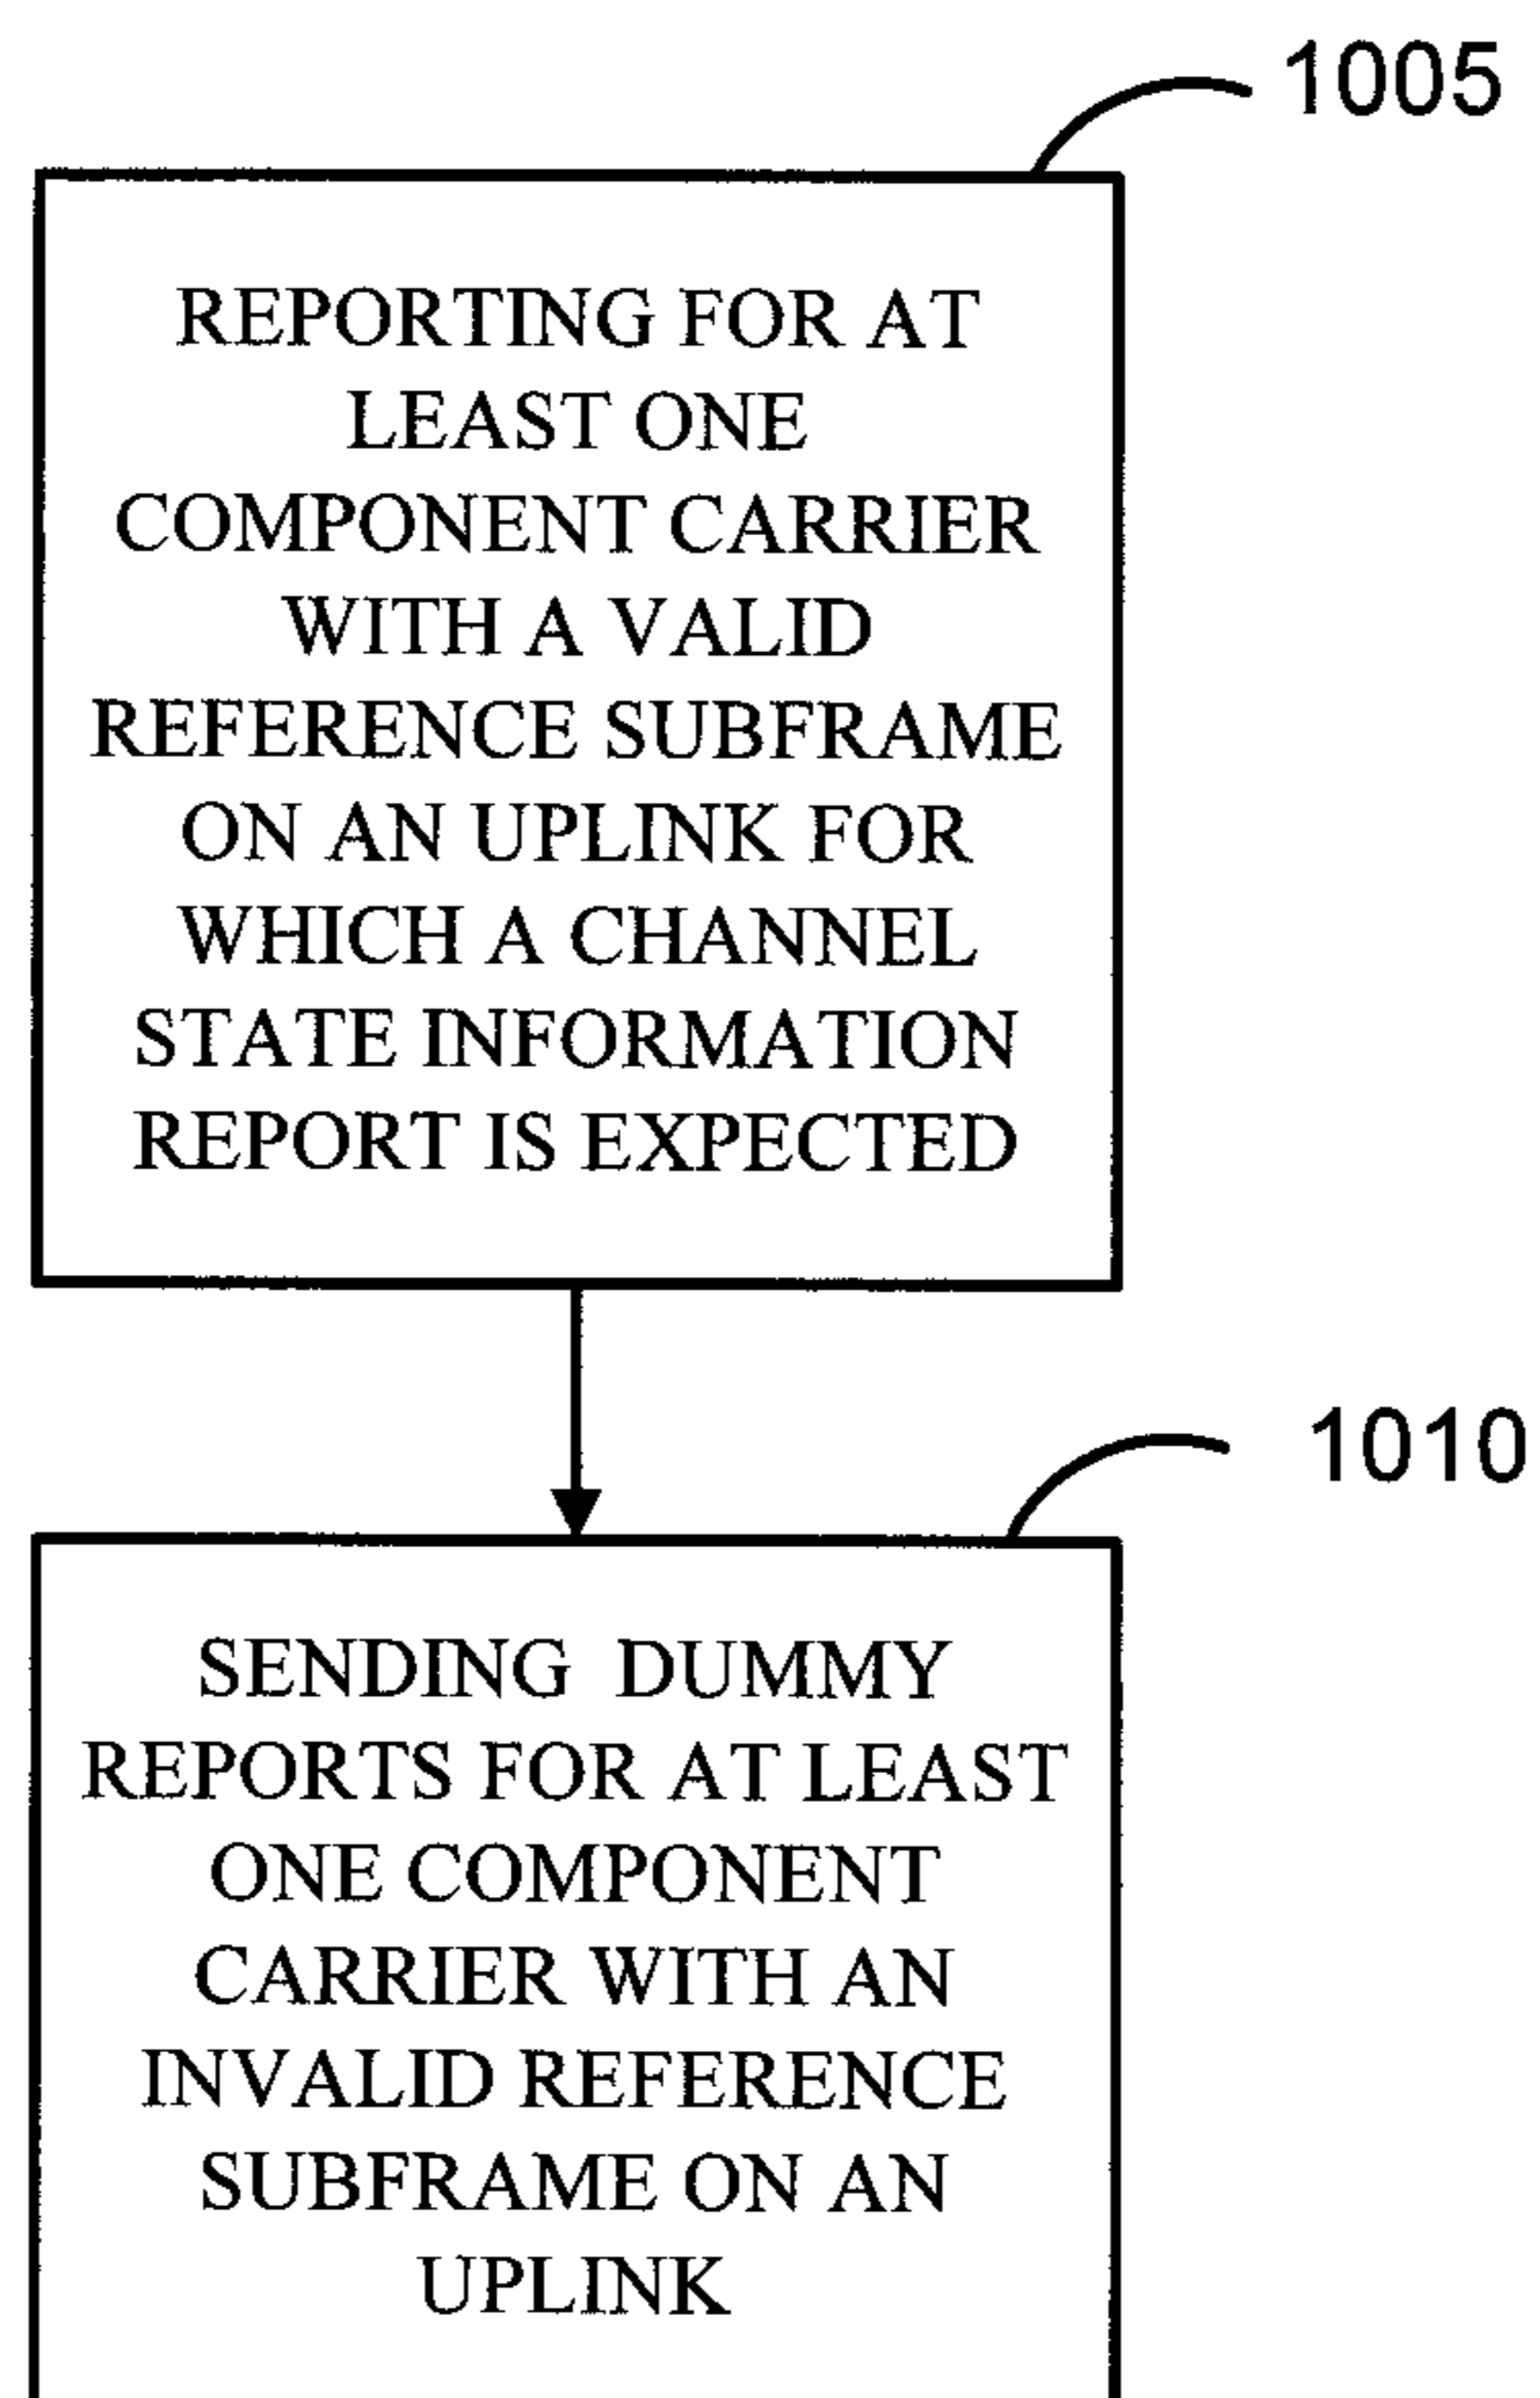 1005
REPORTING FOR AT
LEAST ONE
COMPONENT CARRIER
WITH A VALID
REFERENCE SUBFRAME
ON AN UPLINK FOR
WHICH A CHANNEL
STATE INFORMATION
REPORT IS EXPECTED
1010
SENDING DUMMY
REPORTS FOR AT LEAST
ONE COMPONENT
CARRIER WITH AN
INVALID REFERENCE
SUBFRAME ON AN
UPLINK